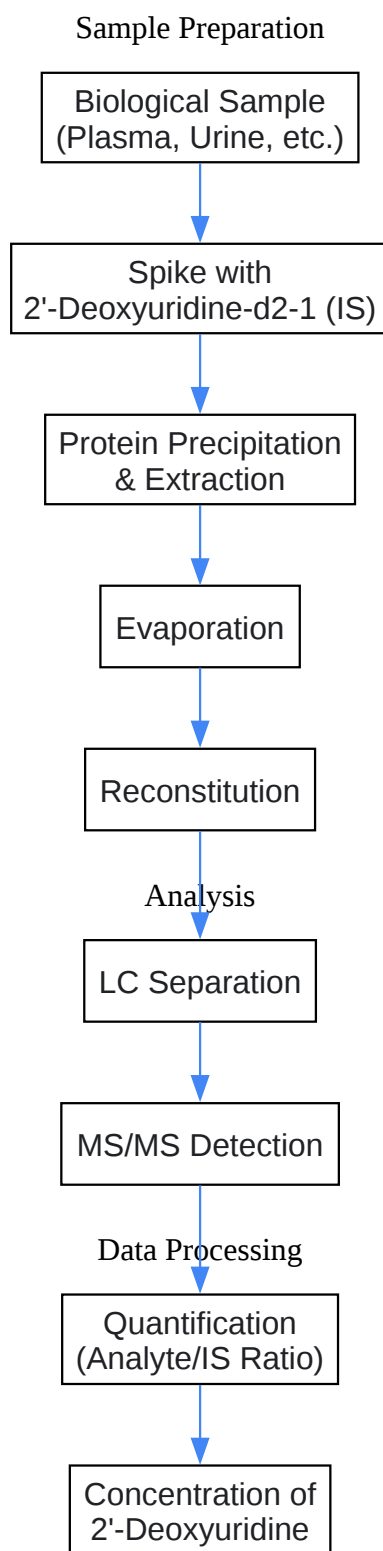 Sample Preparation
Biological Sample
(Plasma, Urine, etc.)
Spike with
2'-Deoxyuridine-d2-1 (IS)
Protein Precipitation
& Extraction
Evaporation
Reconstitution
Analysis
LC Separation
MS/MS Detection
Data Processing
Quantification
(Analyte/IS Ratio)
Concentration of
2'-Deoxyuridine